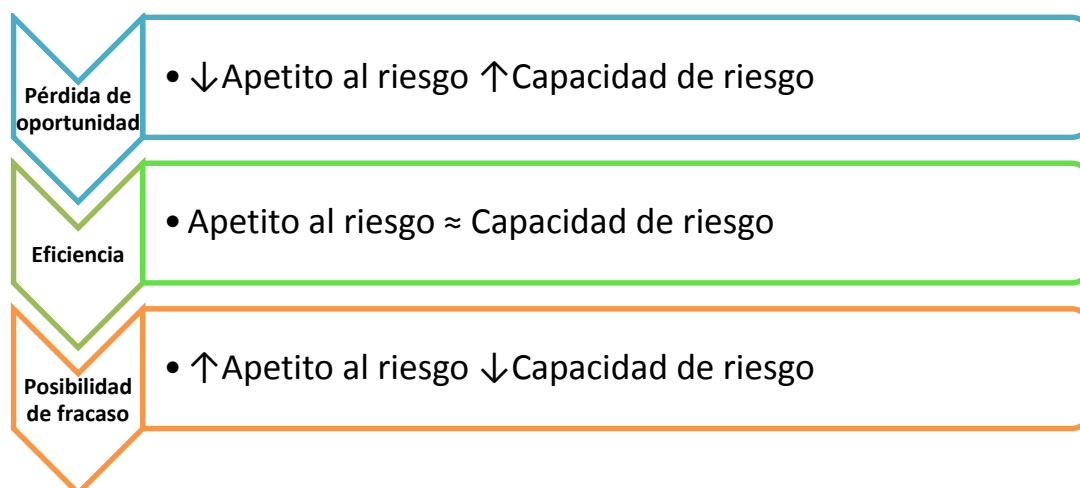 Pérdida de
oportunidad
• ↓Apetito al riesgo ↑Capacidad de riesgo
Eficiencia
• Apetito al riesgo ≈ Capacidad de riesgo
Posibilidad
de fracaso
• ↑Apetito al riesgo ↓Capacidad de riesgo